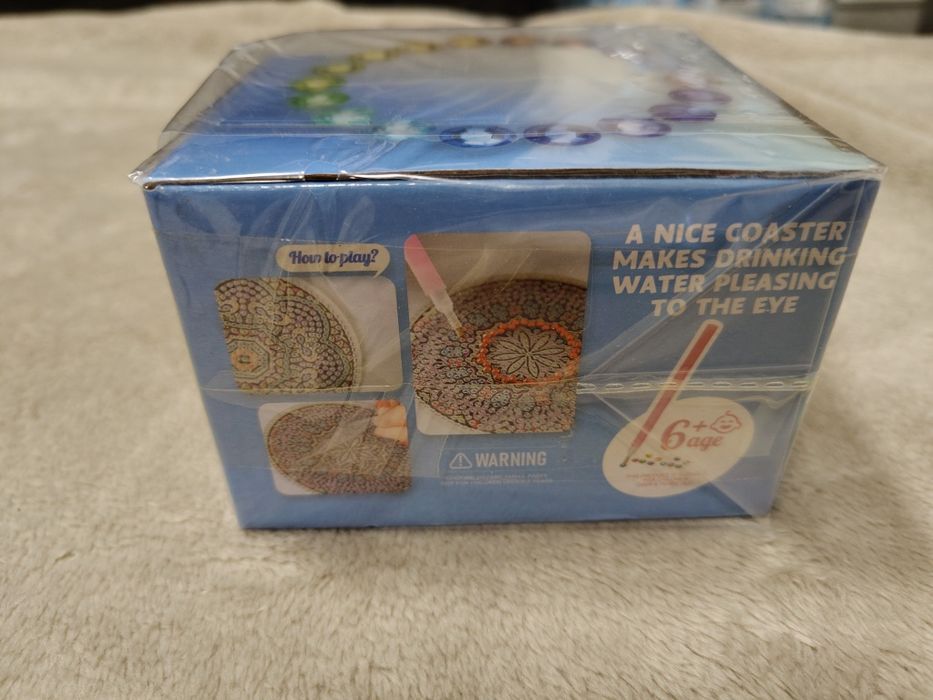 How to play?
A NICE COASTER
MAKES DRINKING
WATER PLEASING
TO THE EYE
6+
age
WARNING